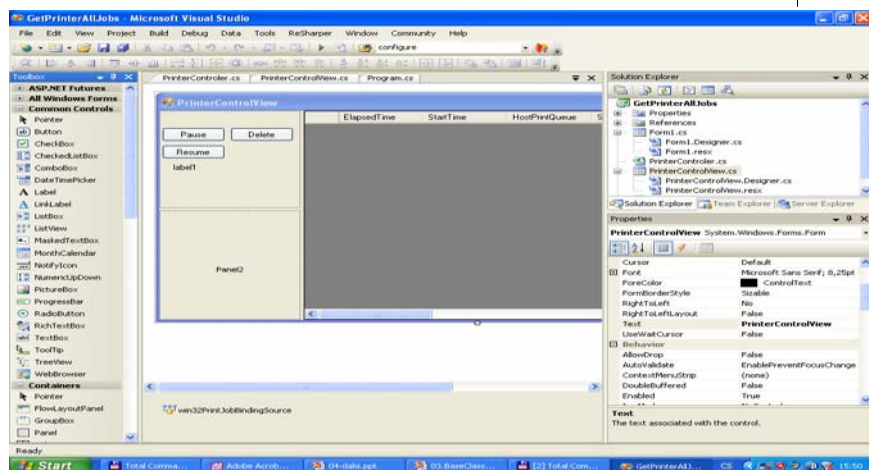 GetPrinterAllJobs - Microsoft Visual Studio
File Edit View Project Build Debug Data Tools ReSharper Window Community Help
configure
Toolbox
ASP.NET Futures
All Windows Forms
Common Controls
Pointer
Button
CheckBox
CheckedListBox
ComboBox
DateTimePicker
Label
LinkLabel
ListBox
ListView
MaskedTextBox
MonthCalendar
NotifyIcon
NumericUpDown
PictureBox
ProgressBar
RadioButton
RichTextBox
TextBox
ToolTip
TreeView
WebBrowser
Containers
Pointer
FlowLayoutPanel
GroupBox
Panel
PrinterControler.cs PrinterControlView.cs Program.cs
PrinterControlView
Pause Delete
Resume
label1
Panel2
ElapsedTime StartTime HostPrintQueue S
win32PrintJobBindingSource
Solution Explorer
GetPrinterAllJobs
Properties
References
Form1.cs
Form1.Designer.cs
Form1.resx
PrinterControler.cs
PrinterControlView.cs
PrinterControlView.Designer.cs
PrinterControlView.resx
Solution Explorer Team Explorer Server Explorer
Properties
PrinterControlView System.Windows.Forms.Form
Cursor Default
Font Microsoft Sans Serif; 8,25pt
ForeColor ControlText
FormBorderStyle Sizable
RightToLeft No
RightToLeftLayout False
Text PrinterControlView
UseWaitCursor False
Behavior
AllowDrop False
AutoValidate EnablePreventFocusChange
ContextMenuStrip (none)
DoubleBuffered False
Enabled True
Text
The text associated with the control.
Ready
Start Total Comma... Adobe Acrob... 04-dalsi.ppt 03.BaseClass... [2] Total Com... GetPrinterAllJ... CS 15:50